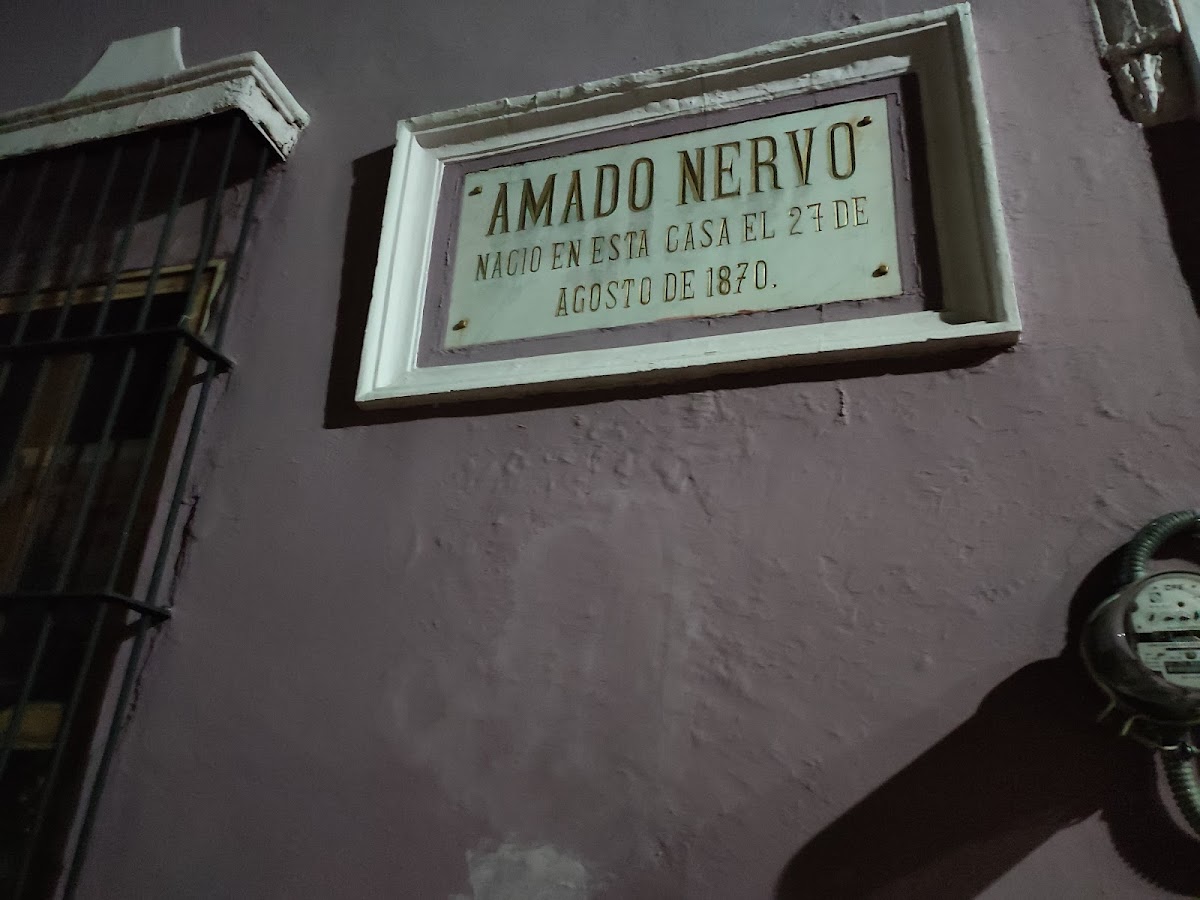 AMADO NERVO
NACIO EN ESTA CASA EL 27 DE
AGOSTO DE 1870.